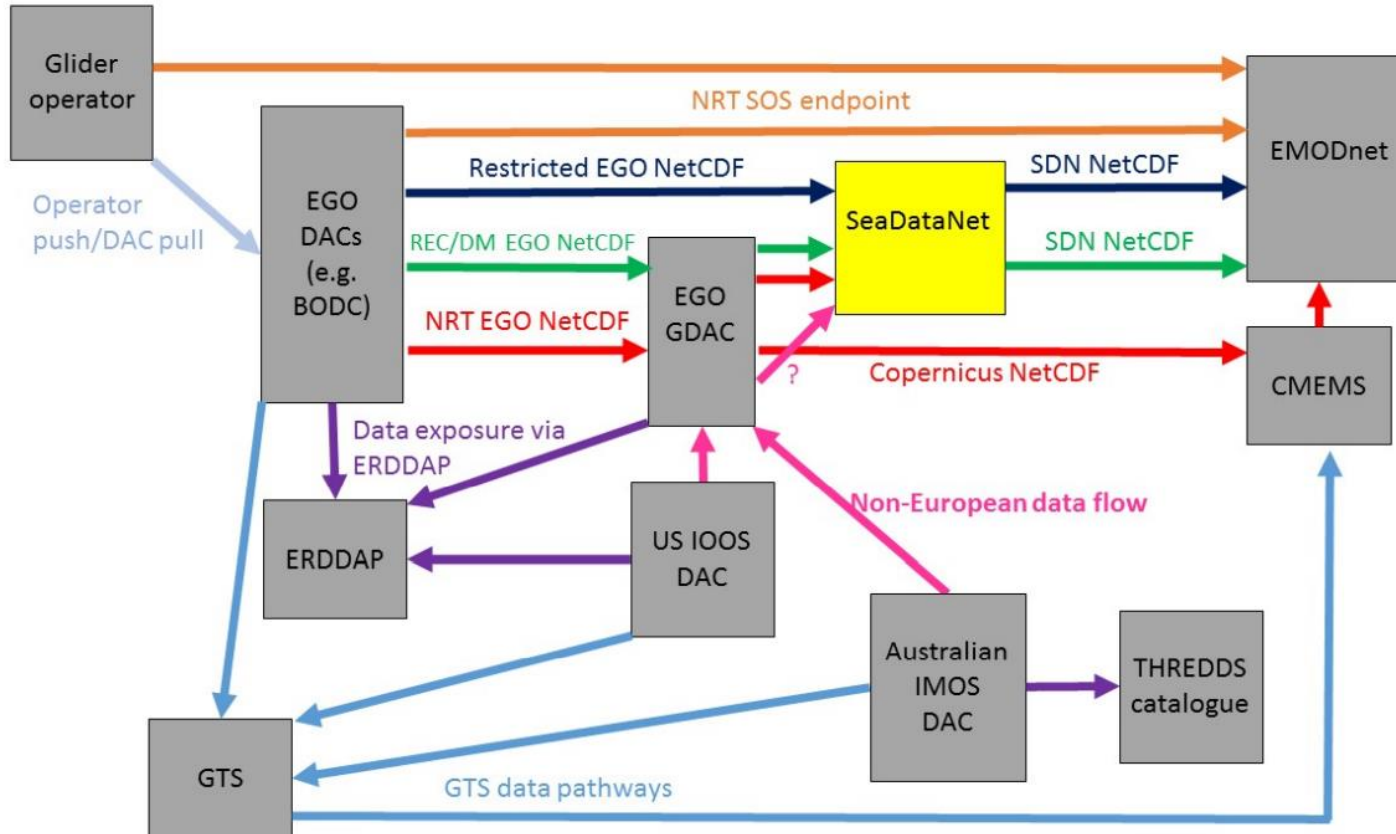 Glider
operator
NRT SOS endpoint
EMODnet
Operator
push/DAC pull
EGO
DACs
(e.g.
BODC)
Restricted EGO NetCDF
SeaDataNet
SDN NetCDF
REC/DM EGO NetCDF
SDN NetCDF
EGO
GDAC
NRT EGO NetCDF
?
Copernicus NetCDF
CMEMS
Data exposure via
ERDDAP
Non-European data flow
ERDDAP
US IOOS
DAC
Australian
IMOS
DAC
THREDDS
catalogue
GTS
GTS data pathways